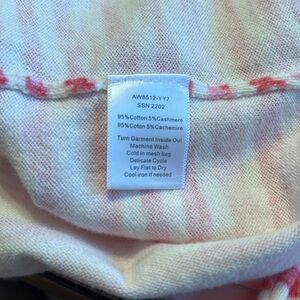 AW8512-YY7
SSN 2202
95%Cotton 5%Cashmere
95%Coton 5%Cachemire
Turn Garment Inside Out
Machine Wash
Cold in mesh bag
Delicate Cycle
Lay Flat to Dry
Cool iron if needed